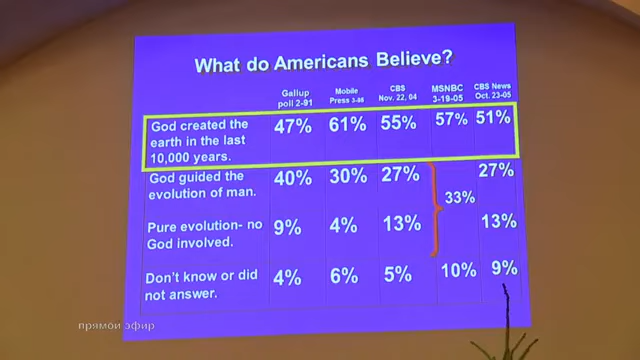 What do Americans Believe?
Gallup poll 2-91
Mobile Press 3-95
CBS Nov. 22, 04
MSNBC 3-19-05
CBS News Oct. 23-05
God created the earth in the last 10,000 years. 47% 61% 55% 57% 51%
God guided the evolution of man. 40% 30% 27% 27%
33%
Pure evolution- no God involved. 9% 4% 13% 13%
Don't know or did not answer. 4% 6% 5% 10% 9%
прямой эфир